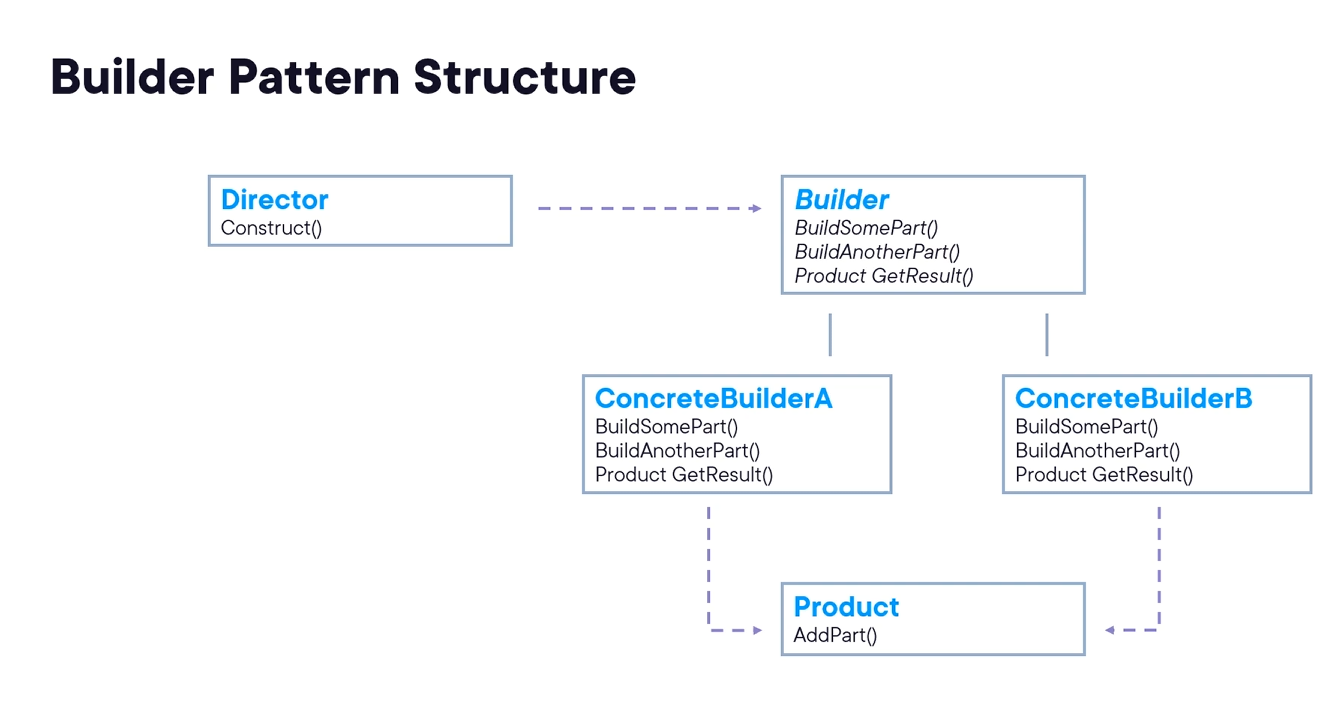 Builder Pattern Structure
Director
Construct()
Builder
BuildSomePart()
BuildAnotherPart()
Product GetResult()
ConcreteBuilderA
BuildSomePart()
BuildAnotherPart()
Product GetResult()
ConcreteBuilderB
BuildSomePart()
BuildAnotherPart()
Product GetResult()
Product
AddPart()